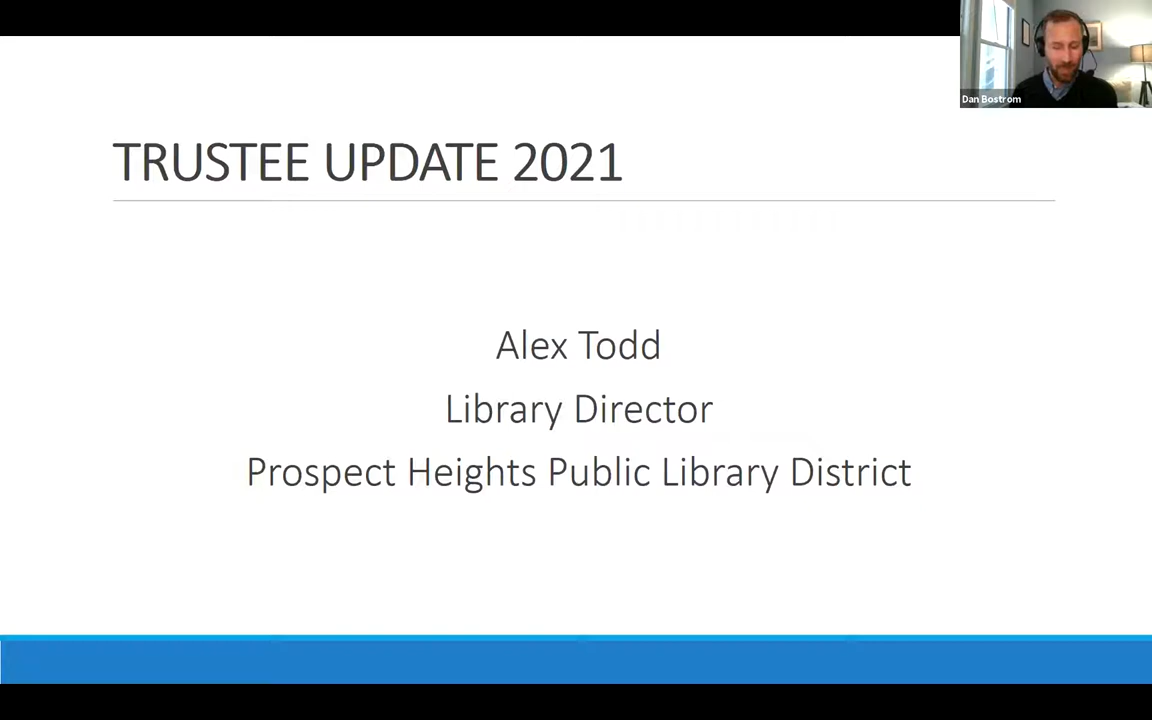 Dan Bostrom
TRUSTEE UPDATE 2021
Alex Todd
Library Director
Prospect Heights Public Library District